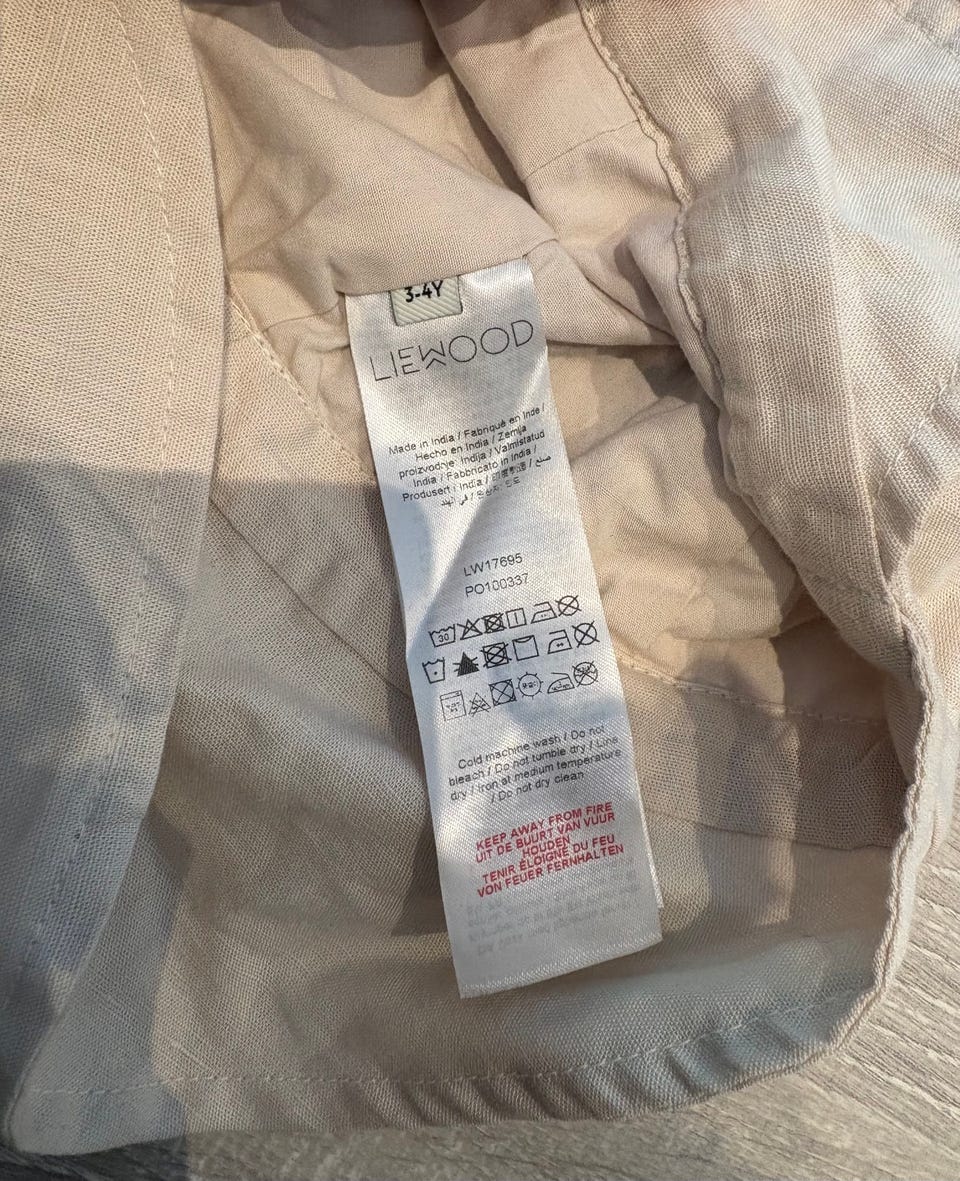 3-4Y
LIEWOOD
Made in India / Fabriqué en Inde /
Hecho en India / Zemlja
proizvodnje: Indija / Valmistatud
India / Fabbricato in India /
Produsert i India /
في الهند /
LW17695
PO100337
30
Cold machine wash / Do not
bleach / Do not tumble dry / Line
dry / Iron at medium temperature
/ Do not dry clean
KEEP AWAY FROM FIRE
UIT DE BUURT VAN VUUR
HOUDEN
TENIR ÉLOIGNÉ DU FEU
VON FEUER FERNHALTEN